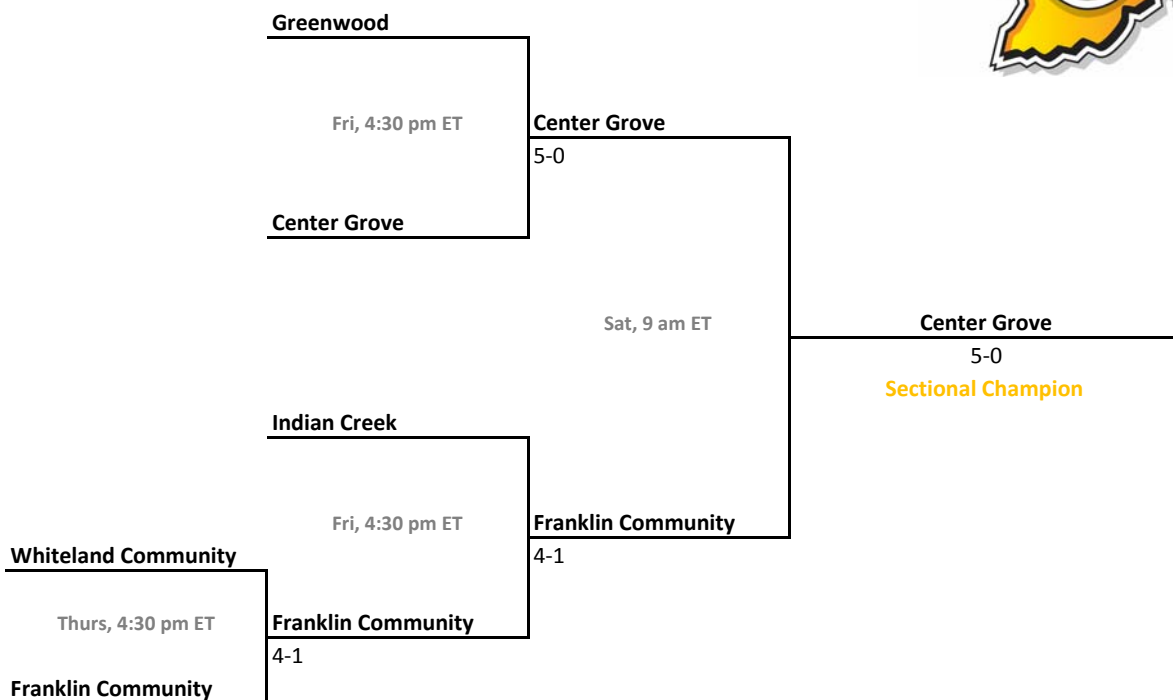 Greenwood
Fri, 4:30 pm ET
Center Grove
5-0
Center Grove
Sat, 9 am ET
Center Grove
5-0
Sectional Champion
Indian Creek
Fri, 4:30 pm ET
Franklin Community
4-1
Whiteland Community
Thurs, 4:30 pm ET
Franklin Community
4-1
Franklin Community